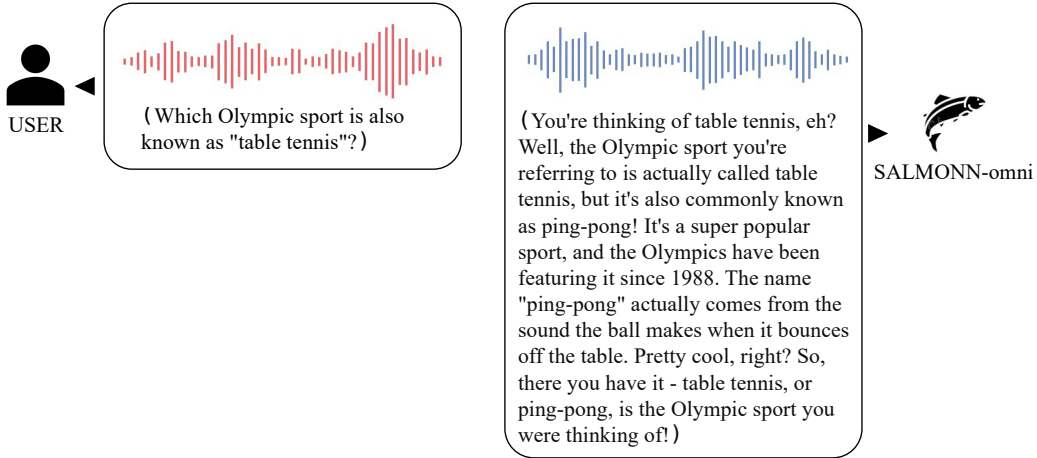 USER
(Which Olympic sport is also
known as "table tennis"?)
(You're thinking of table tennis, eh?
Well, the Olympic sport you're
referring to is actually called table
tennis, but it's also commonly known
as ping-pong! It's a super popular
sport, and the Olympics have been
featuring it since 1988. The name
"ping-pong" actually comes from the
sound the ball makes when it bounces
off the table. Pretty cool, right? So,
there you have it - table tennis, or
ping-pong, is the Olympic sport you
were thinking of!)
SALMONN-omni